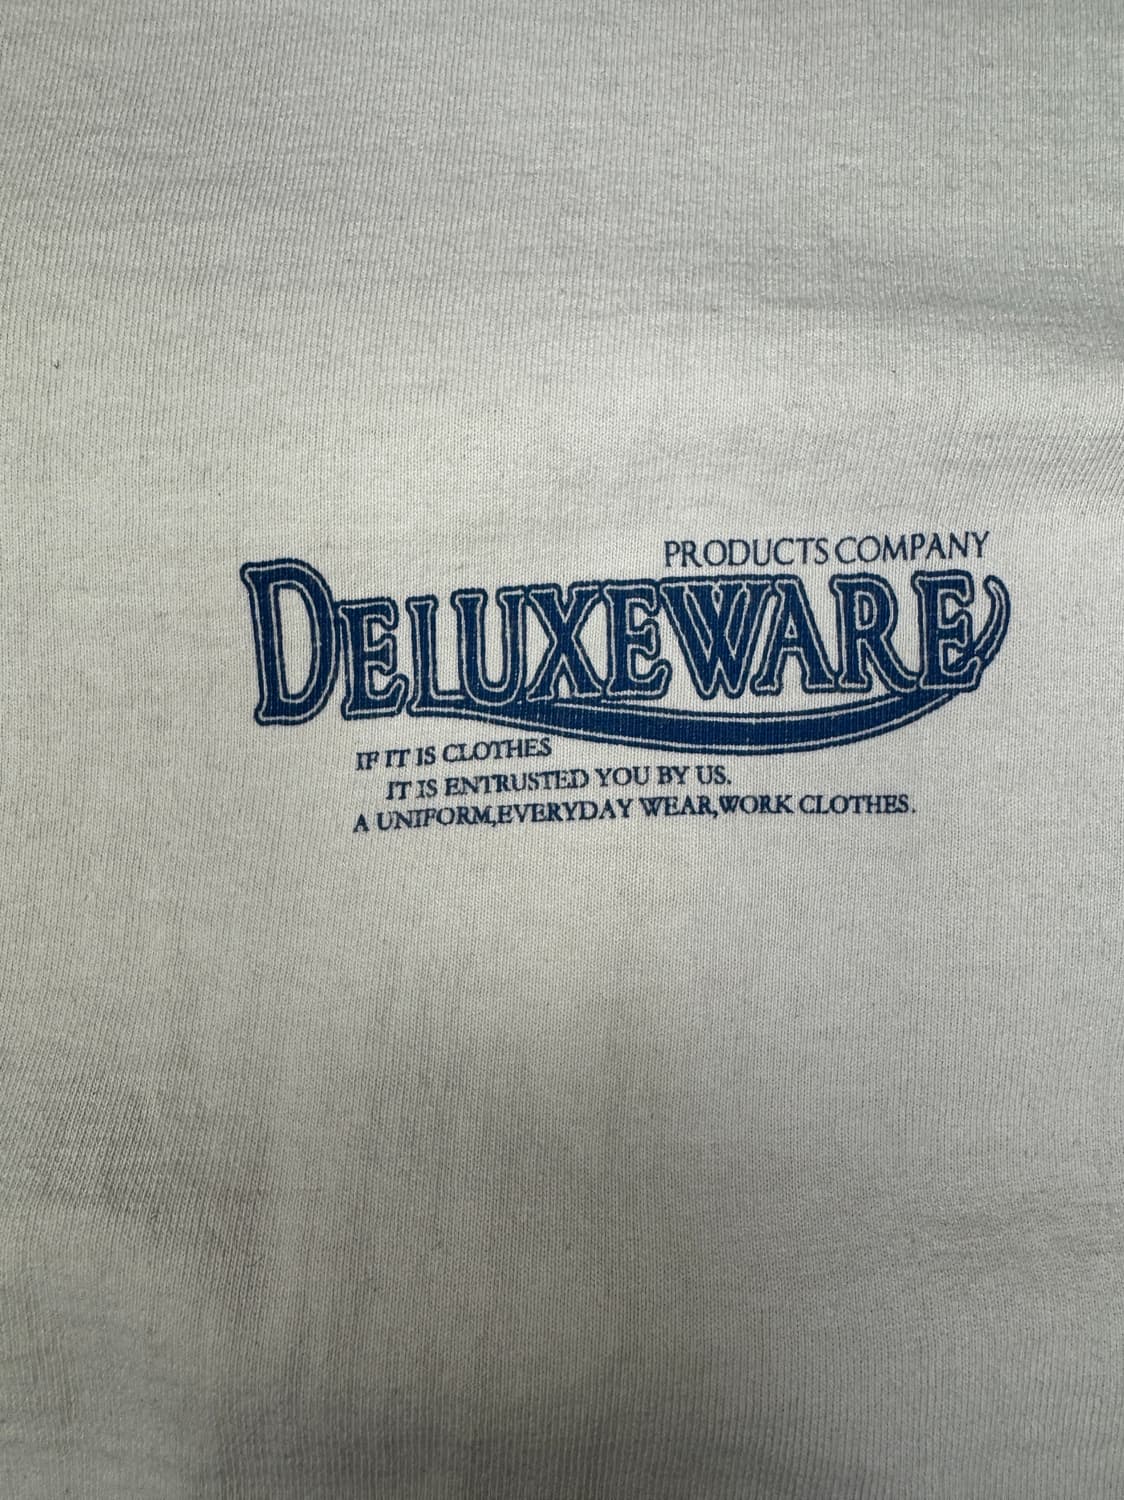 PRODUCTS COMPANY
DELUXEWARE
IF IT IS CLOTHES
IT IS ENTRUSTED YOU BY US.
A UNIFORM,EVERYDAY WEAR,WORK CLOTHES.